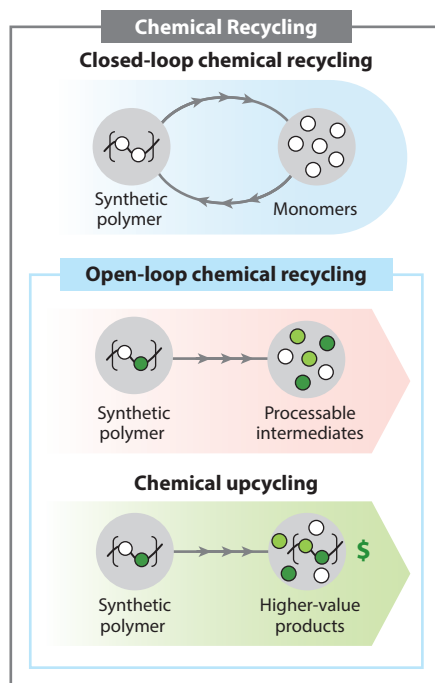 Chemical Recycling
Closed-loop chemical recycling
Synthetic
polymer
Monomers
Open-loop chemical recycling
Synthetic
polymer
Processable
intermediates
Chemical upcycling
$
Synthetic
polymer
Higher-value
products